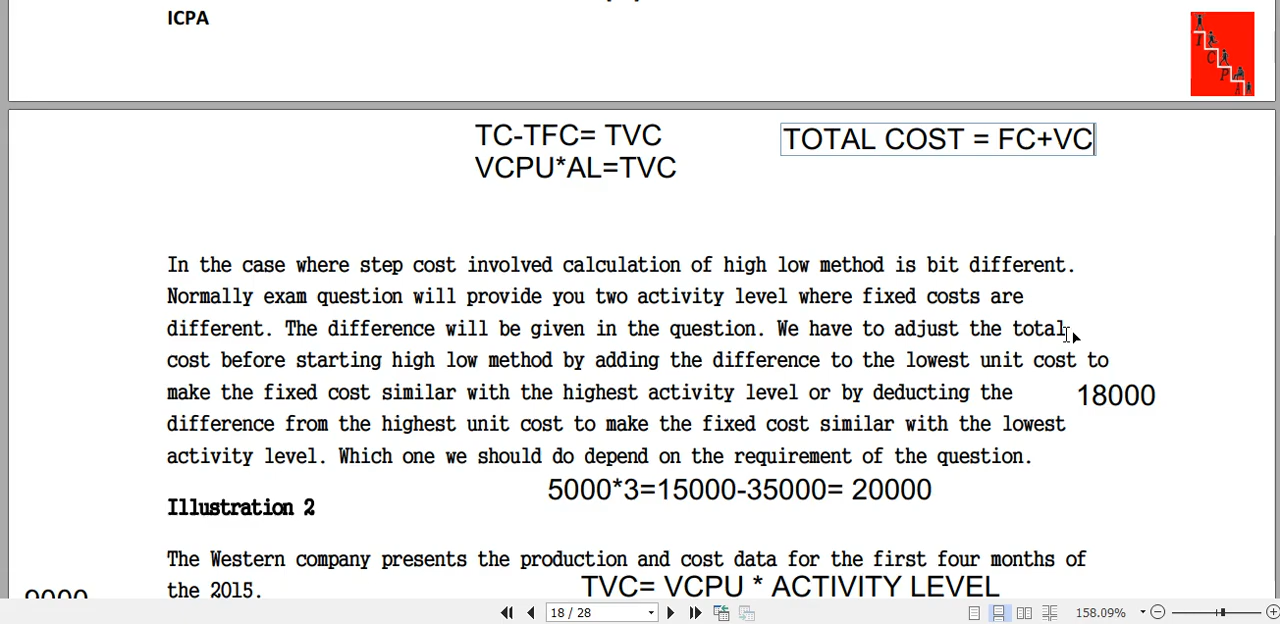 ICPA
I
C
P
A
TC-TFC= TVC
TOTAL COST = FC+VC
VCPU*AL=TVC
In the case where step cost involved calculation of high low method is bit different.
Normally exam question will provide you two activity level where fixed costs are
different. The difference will be given in the question. We have to adjust the total
cost before starting high low method by adding the difference to the lowest unit cost to
make the fixed cost similar with the highest activity level or by deducting the
18000
difference from the highest unit cost to make the fixed cost similar with the lowest
activity level. Which one we should do depend on the requirement of the question.
5000*3=15000-35000= 20000
Illustration 2
The Western company presents the production and cost data for the first four months of
the 2015.
TVC= VCPU * ACTIVITY LEVEL
9000
18 / 28
158.09%